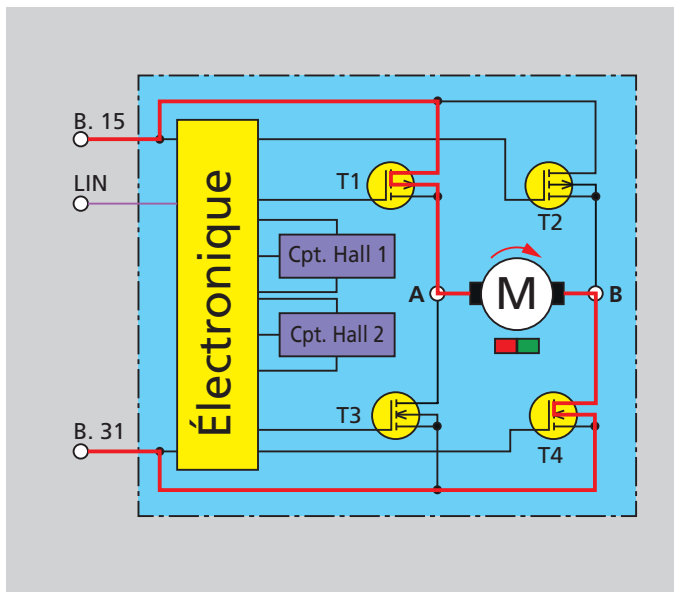 B. 15
LIN
T1
T2
Électronique
Cpt. Hall 1
A
M
B
Cpt. Hall 2
T3
B. 31
T4